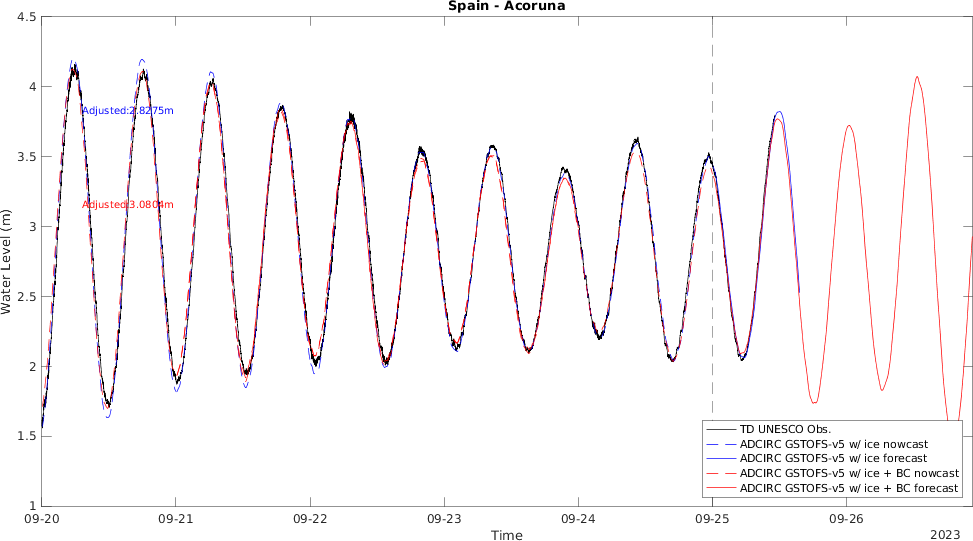 Spain - Acoruna
4.5
4
3.5
3
2.5
2
1.5
1
Water Level (m)
Adjusted:2.8275m
Adjusted:3.0804m
TD UNESCO Obs.
ADCIRC GSTOFS-v5 w/ ice nowcast
ADCIRC GSTOFS-v5 w/ ice forecast
ADCIRC GSTOFS-v5 w/ ice + BC nowcast
ADCIRC GSTOFS-v5 w/ ice + BC forecast
09-20 09-21 09-22 09-23 09-24 09-25 09-26
Time
2023